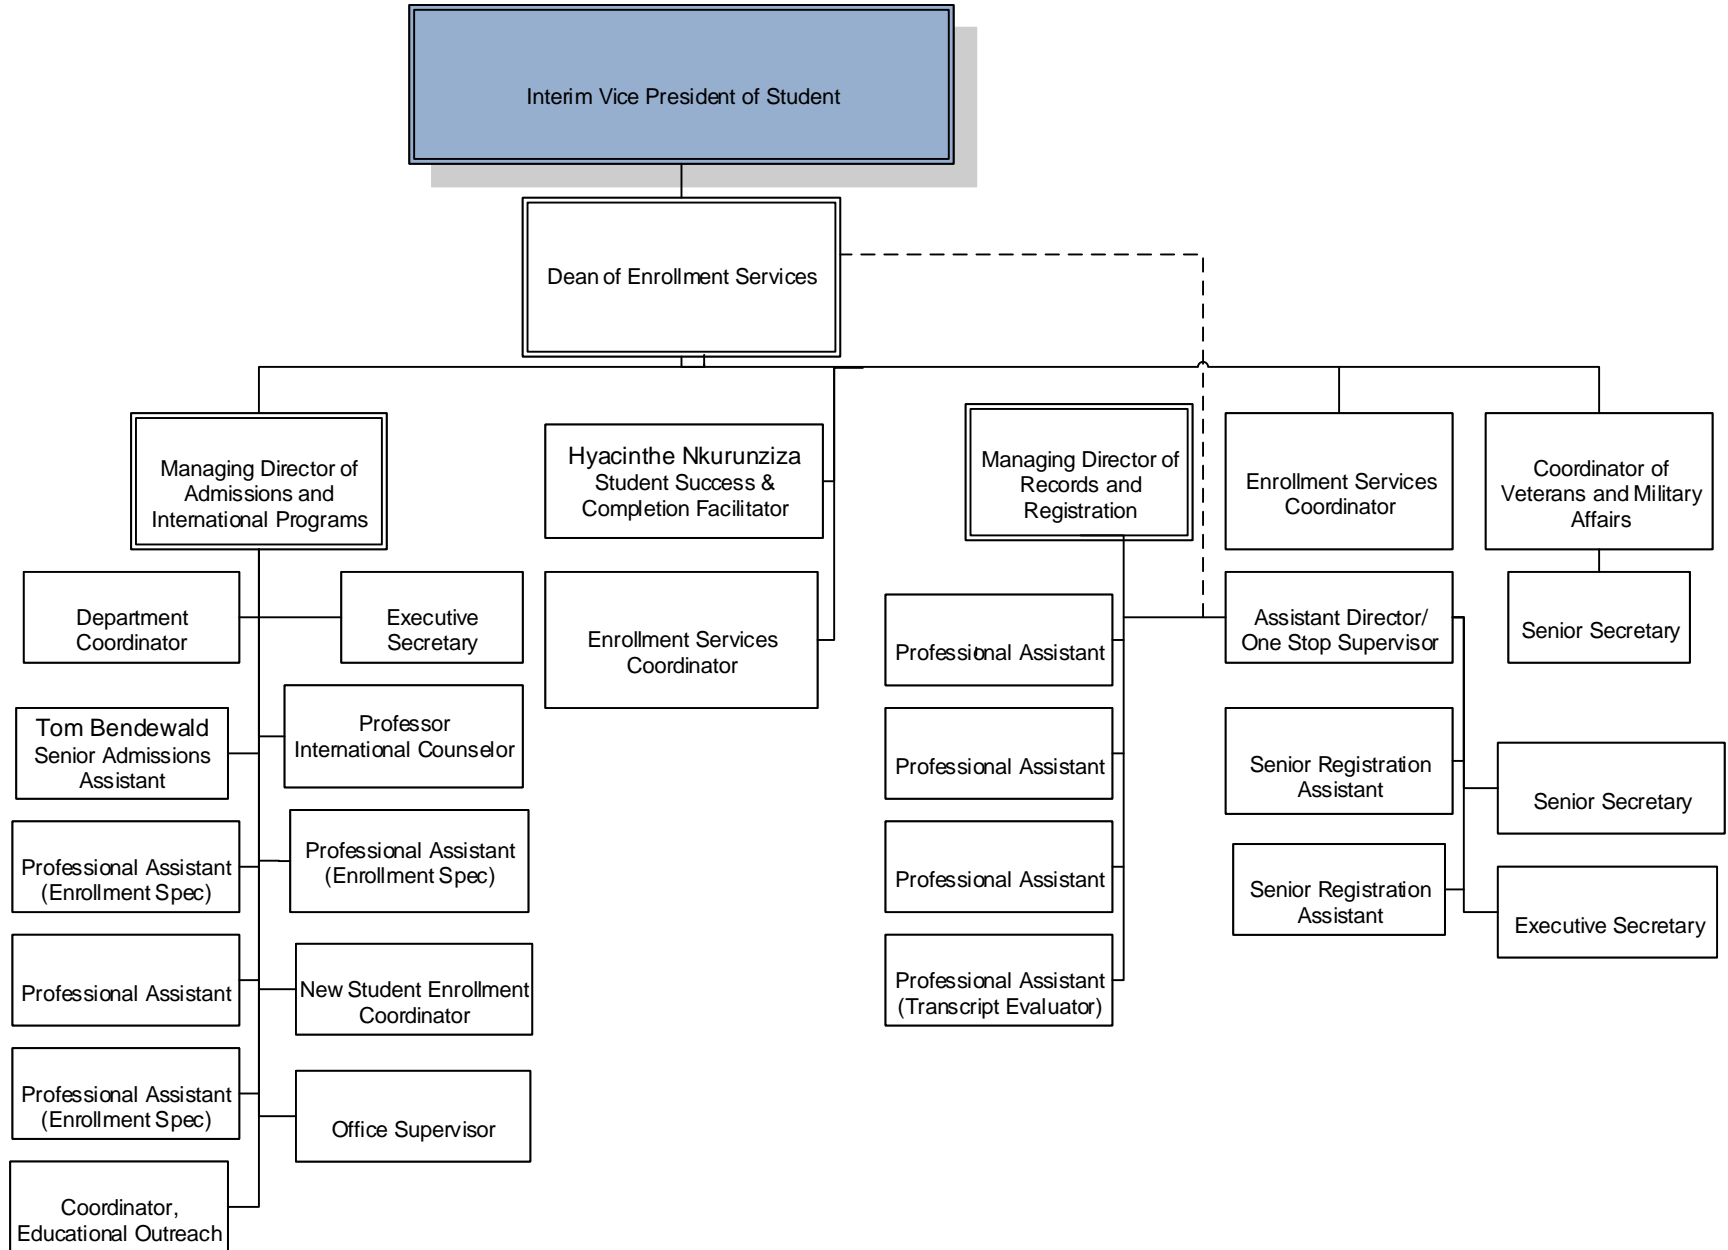 Interim Vice President of Student
Dean of Enrollment Services
Managing Director of
Admissions and
International Programs
Hyacinthe Nkurunziza
Student Success &
Completion Facilitator
Managing Director of
Records and
Registration
Enrollment Services
Coordinator
Coordinator of
Veterans and Military
Affairs
Department
Coordinator
Executive
Secretary
Enrollment Services
Coordinator
Professional Assistant
Assistant Director/
One Stop Supervisor
Senior Secretary
Tom Bendewald
Senior Admissions
Assistant
Professor
International Counselor
Professional Assistant
Senior Registration
Assistant
Senior Secretary
Professional Assistant
(Enrollment Spec)
Professional Assistant
(Enrollment Spec)
Professional Assistant
Senior Registration
Assistant
Executive Secretary
Professional Assistant
New Student Enrollment
Coordinator
Professional Assistant
(Transcript Evaluator)
Professional Assistant
(Enrollment Spec)
Office Supervisor
Coordinator,
Educational Outreach